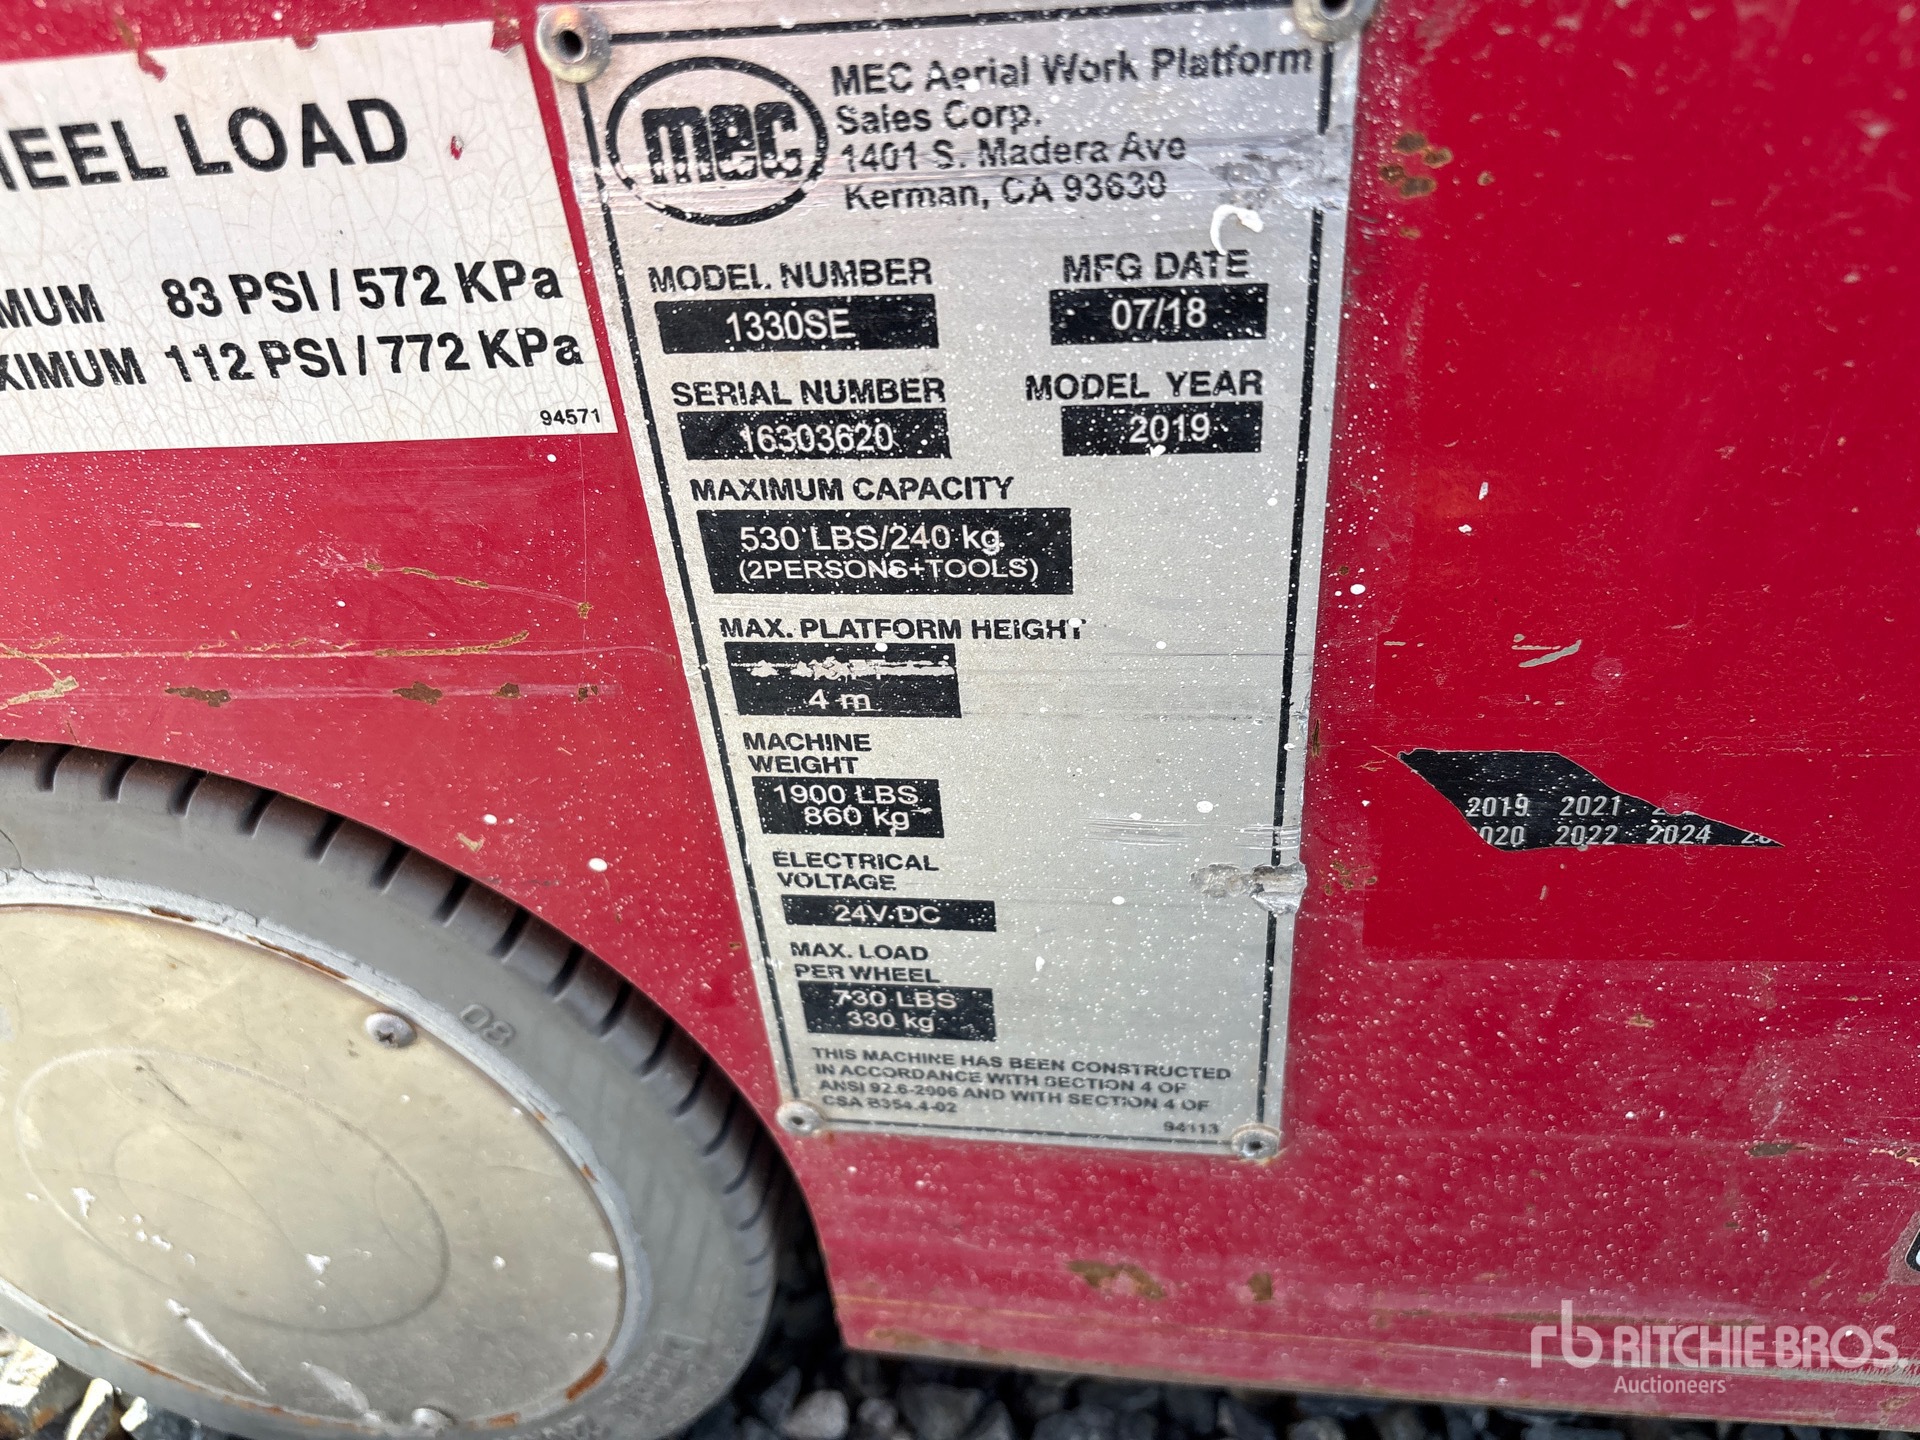 LOAD
83 PSI / 572 KPa
112 PSI / 772 KPa
94571
mec
MEC Aerial Work Platform
Sales Corp.
1401 S. Madera Ave
Kerman, CA 93630
MODEL NUMBER
1330SE
MFG DATE
07/18
SERIAL NUMBER
16303620
MODEL YEAR
2019
MAXIMUM CAPACITY
530 LBS/240 kg
(2PERSONS+TOOLS)
MAX. PLATFORM HEIGHT
4 m
MACHINE
WEIGHT
1900 LBS
860 kg
ELECTRICAL
VOLTAGE
24V DC
MAX. LOAD
PER WHEEL
730 LBS
330 kg
THIS MACHINE HAS BEEN CONSTRUCTED
IN ACCORDANCE WITH SECTION 4 OF
ANSI 92.6-2006 AND WITH SECTION 4 OF
CSA B354.4-02
94113
2019 2021
2022 2024
D3
rb RITCHIE BROS
Auctioneers